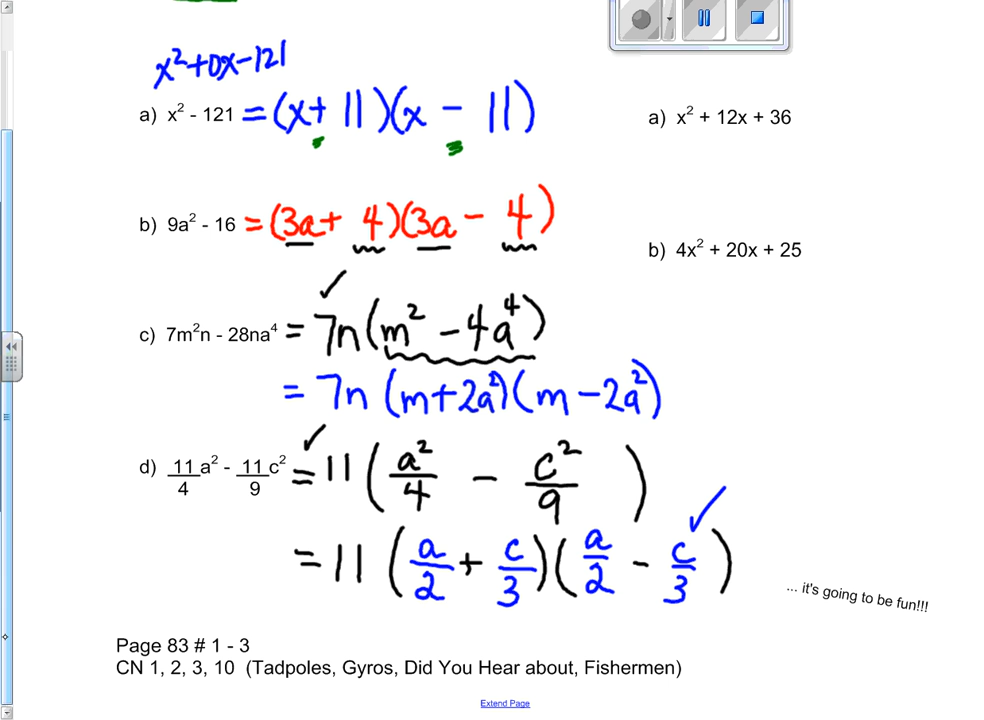 x²+0x-121
a) x² - 121 = (x+ 11)(x - 11)
b) 9a² - 16 = (3a+ 4)(3a - 4)
c) 7m²n - 28na⁴ = 7n(m² - 4a⁴)
= 7n (m+2a²)(m-2a²)
d) 11/4 a² - 11/9 c² = 11 (a²/4 - c²/9)
= 11 (a/2 + c/3)(a/2 - c/3)
a) x² + 12x + 36
b) 4x² + 20x + 25
... it's going to be fun!!!
Page 83 # 1 - 3
CN 1, 2, 3, 10 (Tadpoles, Gyros, Did You Hear about, Fishermen)
Extend Page